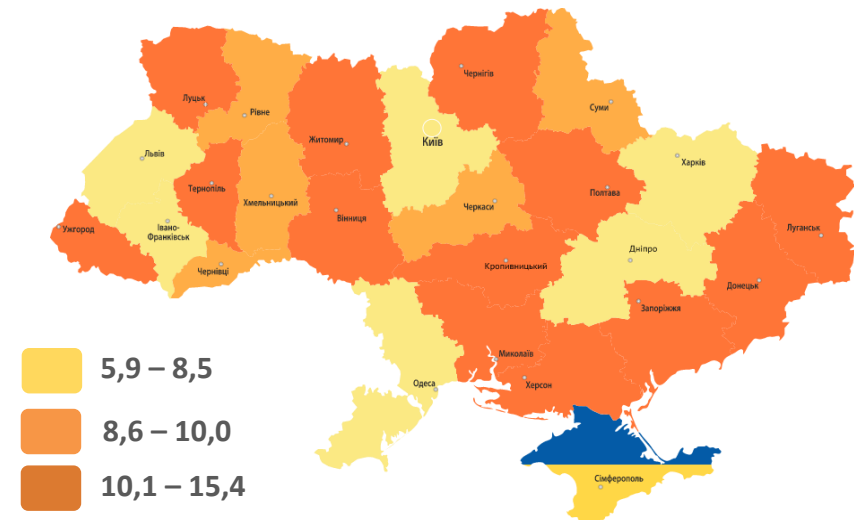 Чернігів
Луцьк
Рівне
Суми
Житомир
Київ
Львів
Харків
Тернопіль
Хмельницький
Черкаси
Полтава
Вінниця
Ужгород
Івано-
Франківськ
Луганськ
Дніпро
Чернівці
Кропивницький
Донецьк
Запоріжжя
Миколаїв
Одеса
Херсон
Сімферополь
5,9 – 8,5
8,6 – 10,0
10,1 – 15,4